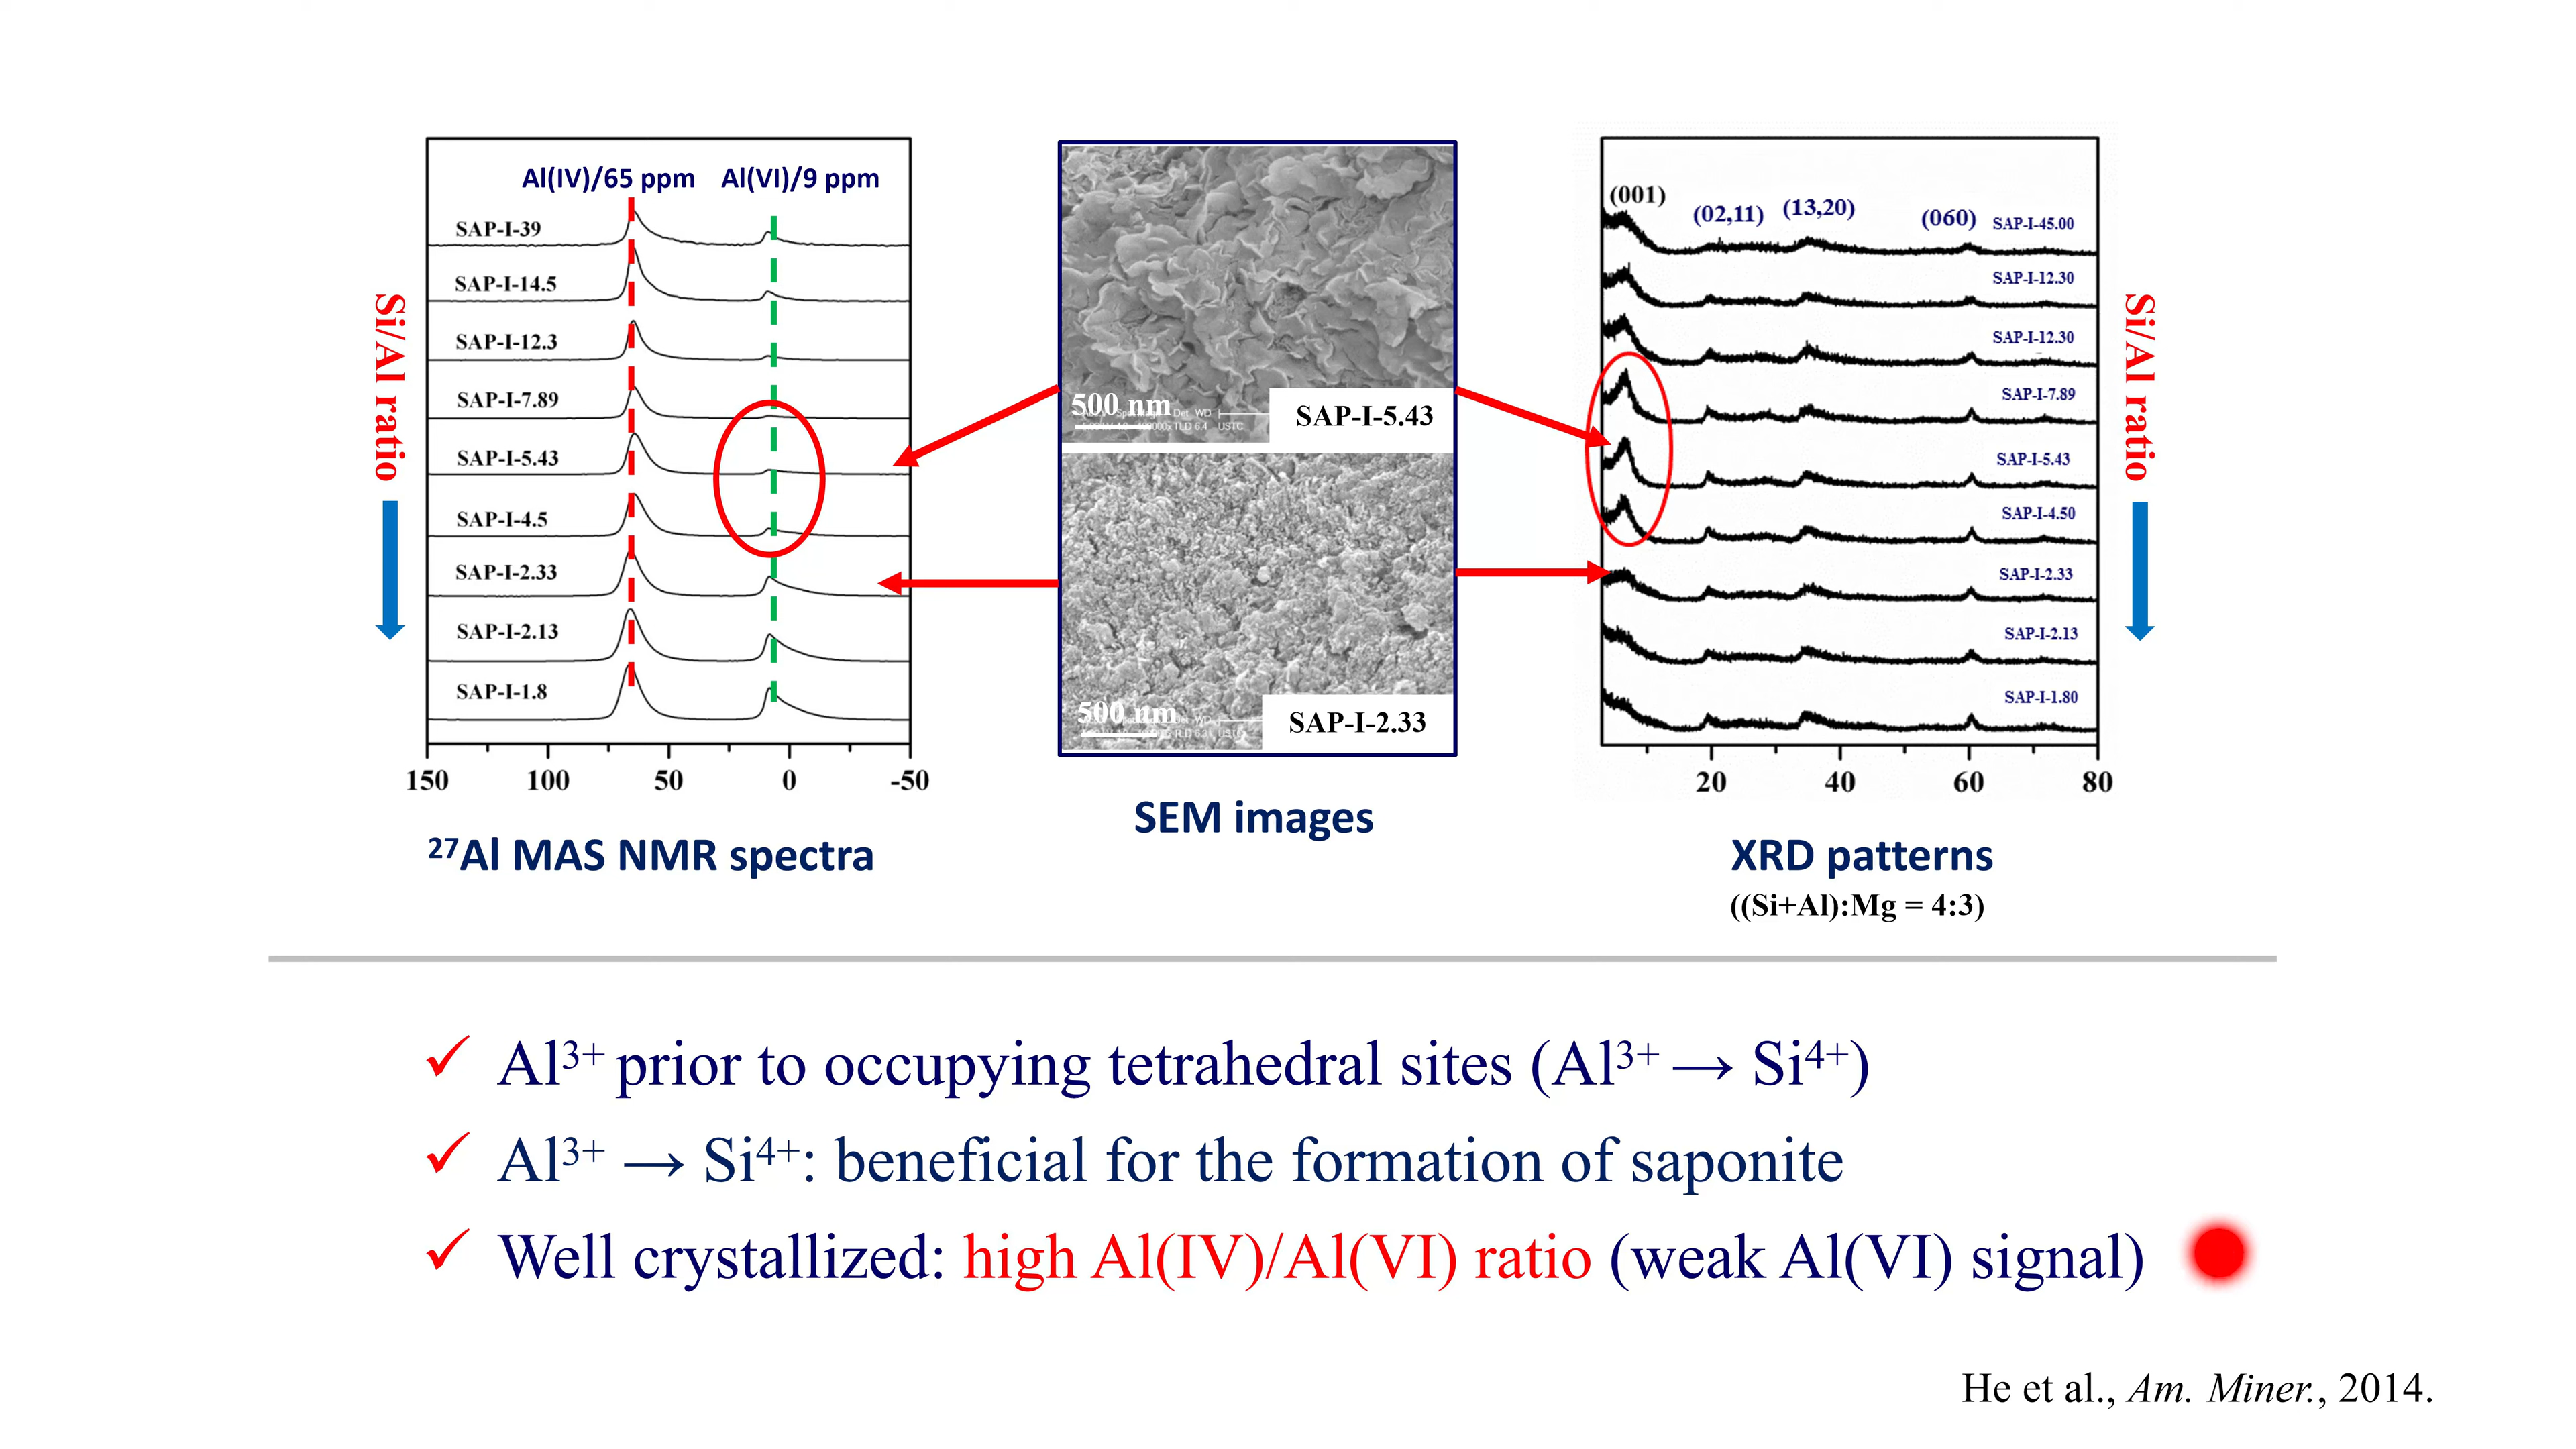 Al(IV)/65 ppm Al(VI)/9 ppm
SAP-I-39
SAP-I-14.5
SAP-I-12.3
SAP-I-7.89
SAP-I-5.43
SAP-I-4.5
SAP-I-2.33
SAP-I-2.13
SAP-I-1.8
Si/Al ratio
150 100 50 0 -50
²⁷Al MAS NMR spectra
500 nm
SAP-I-5.43
500 nm
SAP-I-2.33
SEM images
(001) (02,11) (13,20) (060)
SAP-I-45.00
SAP-I-12.30
SAP-I-12.30
SAP-I-7.89
SAP-I-5.43
SAP-I-4.50
SAP-I-2.33
SAP-I-2.13
SAP-I-1.80
Si/Al ratio
20 40 60 80
XRD patterns
((Si+Al):Mg = 4:3)
✓ Al³⁺ prior to occupying tetrahedral sites (Al³⁺ → Si⁴⁺)
✓ Al³⁺ → Si⁴⁺: beneficial for the formation of saponite
✓ Well crystallized: high Al(IV)/Al(VI) ratio (weak Al(VI) signal)
He et al., Am. Miner., 2014.